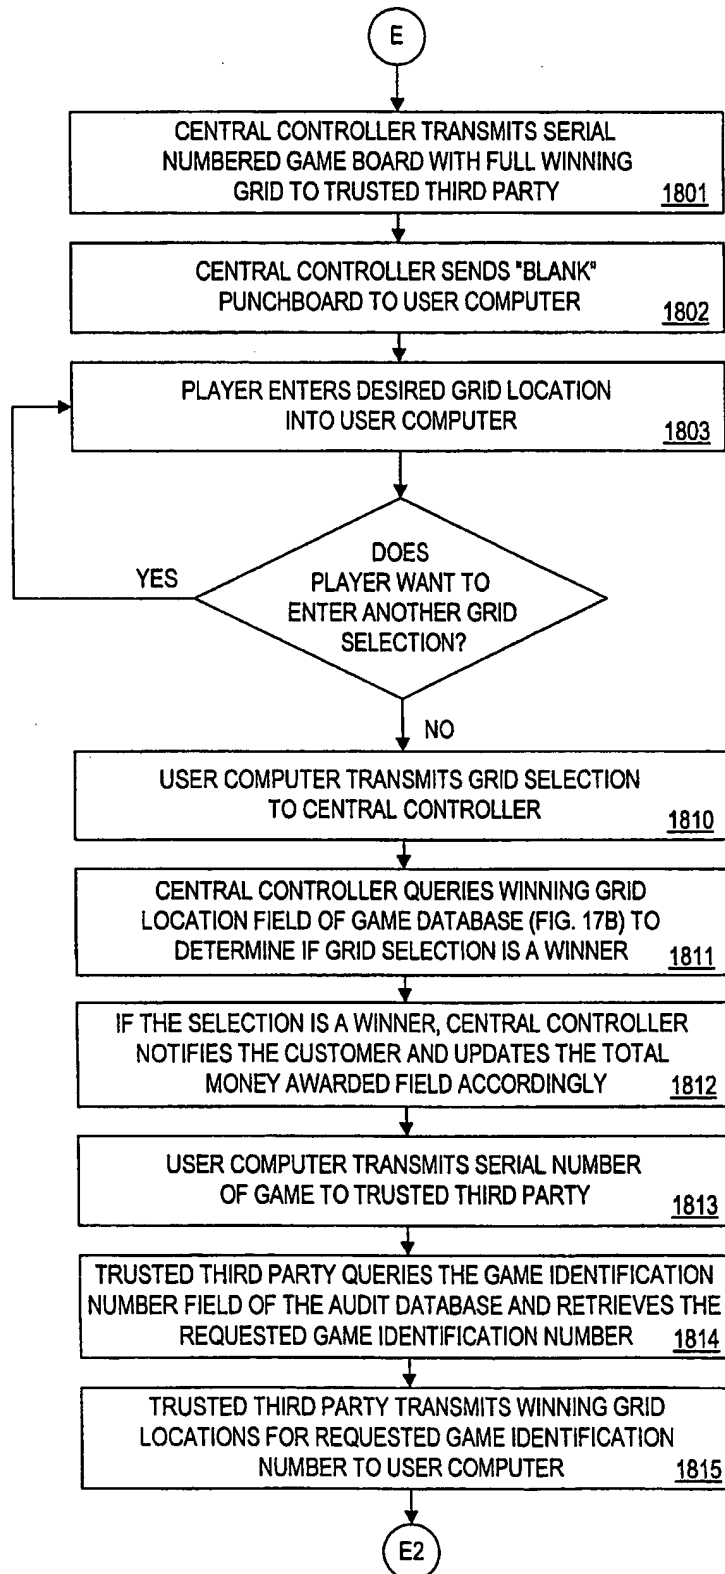 E
CENTRAL CONTROLLER TRANSMITS SERIAL
NUMBERED GAME BOARD WITH FULL WINNING
GRID TO TRUSTED THIRD PARTY
1801
CENTRAL CONTROLLER SENDS "BLANK"
PUNCHBOARD TO USER COMPUTER
1802
PLAYER ENTERS DESIRED GRID LOCATION
INTO USER COMPUTER
1803
DOES
PLAYER WANT TO
ENTER ANOTHER GRID
SELECTION?
YES
NO
USER COMPUTER TRANSMITS GRID SELECTION
TO CENTRAL CONTROLLER
1810
CENTRAL CONTROLLER QUERIES WINNING GRID
LOCATION FIELD OF GAME DATABASE (FIG. 17B) TO
DETERMINE IF GRID SELECTION IS A WINNER
1811
IF THE SELECTION IS A WINNER, CENTRAL CONTROLLER
NOTIFIES THE CUSTOMER AND UPDATES THE TOTAL
MONEY AWARDED FIELD ACCORDINGLY
1812
USER COMPUTER TRANSMITS SERIAL NUMBER
OF GAME TO TRUSTED THIRD PARTY
1813
TRUSTED THIRD PARTY QUERIES THE GAME IDENTIFICATION
NUMBER FIELD OF THE AUDIT DATABASE AND RETRIEVES THE
REQUESTED GAME IDENTIFICATION NUMBER
1814
TRUSTED THIRD PARTY TRANSMITS WINNING GRID
LOCATIONS FOR REQUESTED GAME IDENTIFICATION
NUMBER TO USER COMPUTER
1815
E2